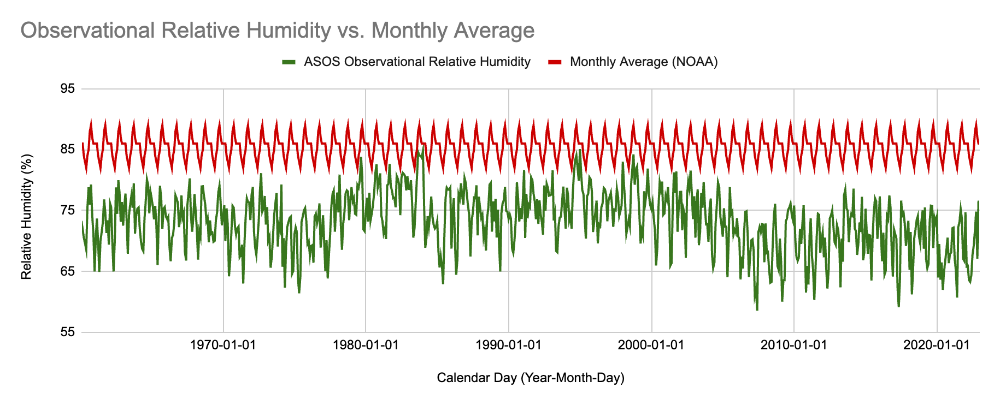 Observational Relative Humidity vs. Monthly Average
ASOS Observational Relative Humidity
Monthly Average (NOAA)
95
85
75
65
55
Relative Humidity (%)
1970-01-01
1980-01-01
1990-01-01
2000-01-01
2010-01-01
2020-01-01
Calendar Day (Year-Month-Day)